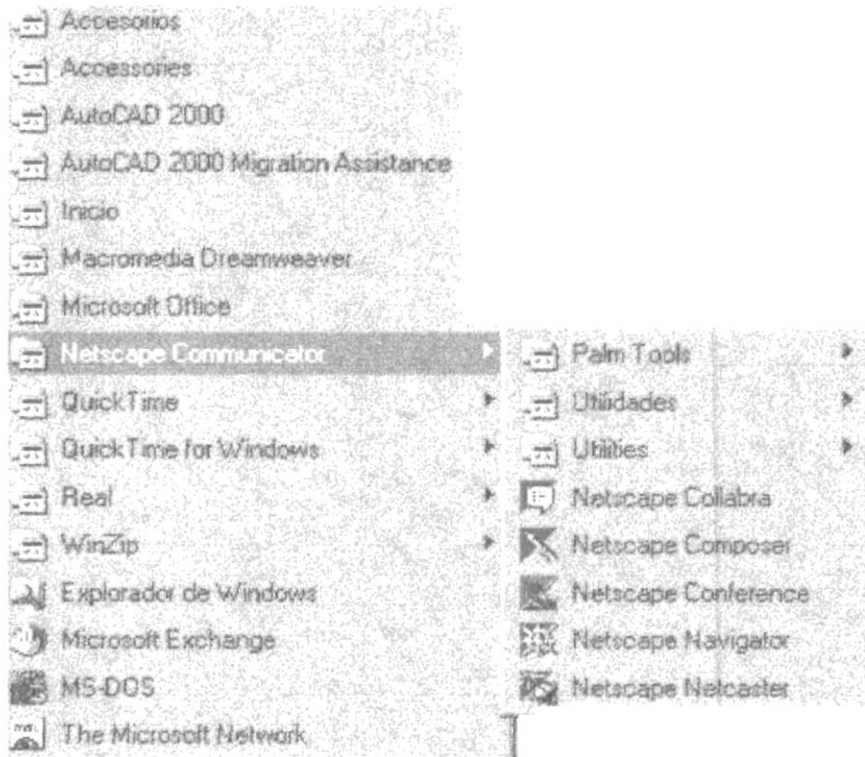 Accesorios
Accessories
AutoCAD 2000
AutoCAD 2000 Migration Assistance
Inicio
Macromedia Dreamweaver
Microsoft Office
Netscape Communicator
QuickTime
QuickTime for Windows
Real
WinZip
Explorador de Windows
Microsoft Exchange
MS-DOS
The Microsoft Network
Palm Tools
Utilidades
Utilities
Netscape Collabra
Netscape Composer
Netscape Conference
Netscape Navigator
Netscape Netcaster